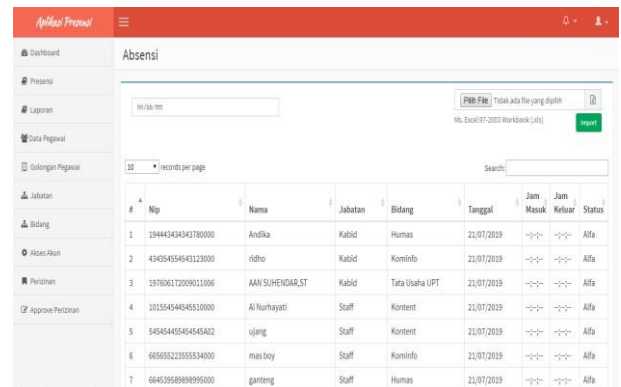 Aplikasi Presensi
Dashboard
Presensi
Laporan
Data Pegawai
Golongan Pegawai
Jabatan
Bidang
Akses Akun
Perizinan
Approve Perizinan
Absensi
hh/bb/tttt
Pilih File Tidak ada file yang dipilih
Ms. Excel 97-2003 Workbook (.xls)
Import
10 records per page
Search:
# Nip Nama Jabatan Bidang Tanggal Jam Masuk Jam Keluar Status
1 194443434343780000 Andika Kabid Humas 21/07/2019 --:--:-- --:--:-- Alfa
2 434354554543123000 ridho Kabid Kominfo 21/07/2019 --:--:-- --:--:-- Alfa
3 197606172009011006 AAN SUHENDAR,ST Kabid Tata Usaha UPT 21/07/2019 --:--:-- --:--:-- Alfa
4 101554544545510000 Al Nurhayati Staff Kontent 21/07/2019 --:--:-- --:--:-- Alfa
5 545454455454545A02 ujang Staff Kontent 21/07/2019 --:--:-- --:--:-- Alfa
6 665655223555534000 mas boy Staff Kominfo 21/07/2019 --:--:-- --:--:-- Alfa
7 664539589898995000 ganteng Staff Humas 21/07/2019 --:--:-- --:--:-- Alfa